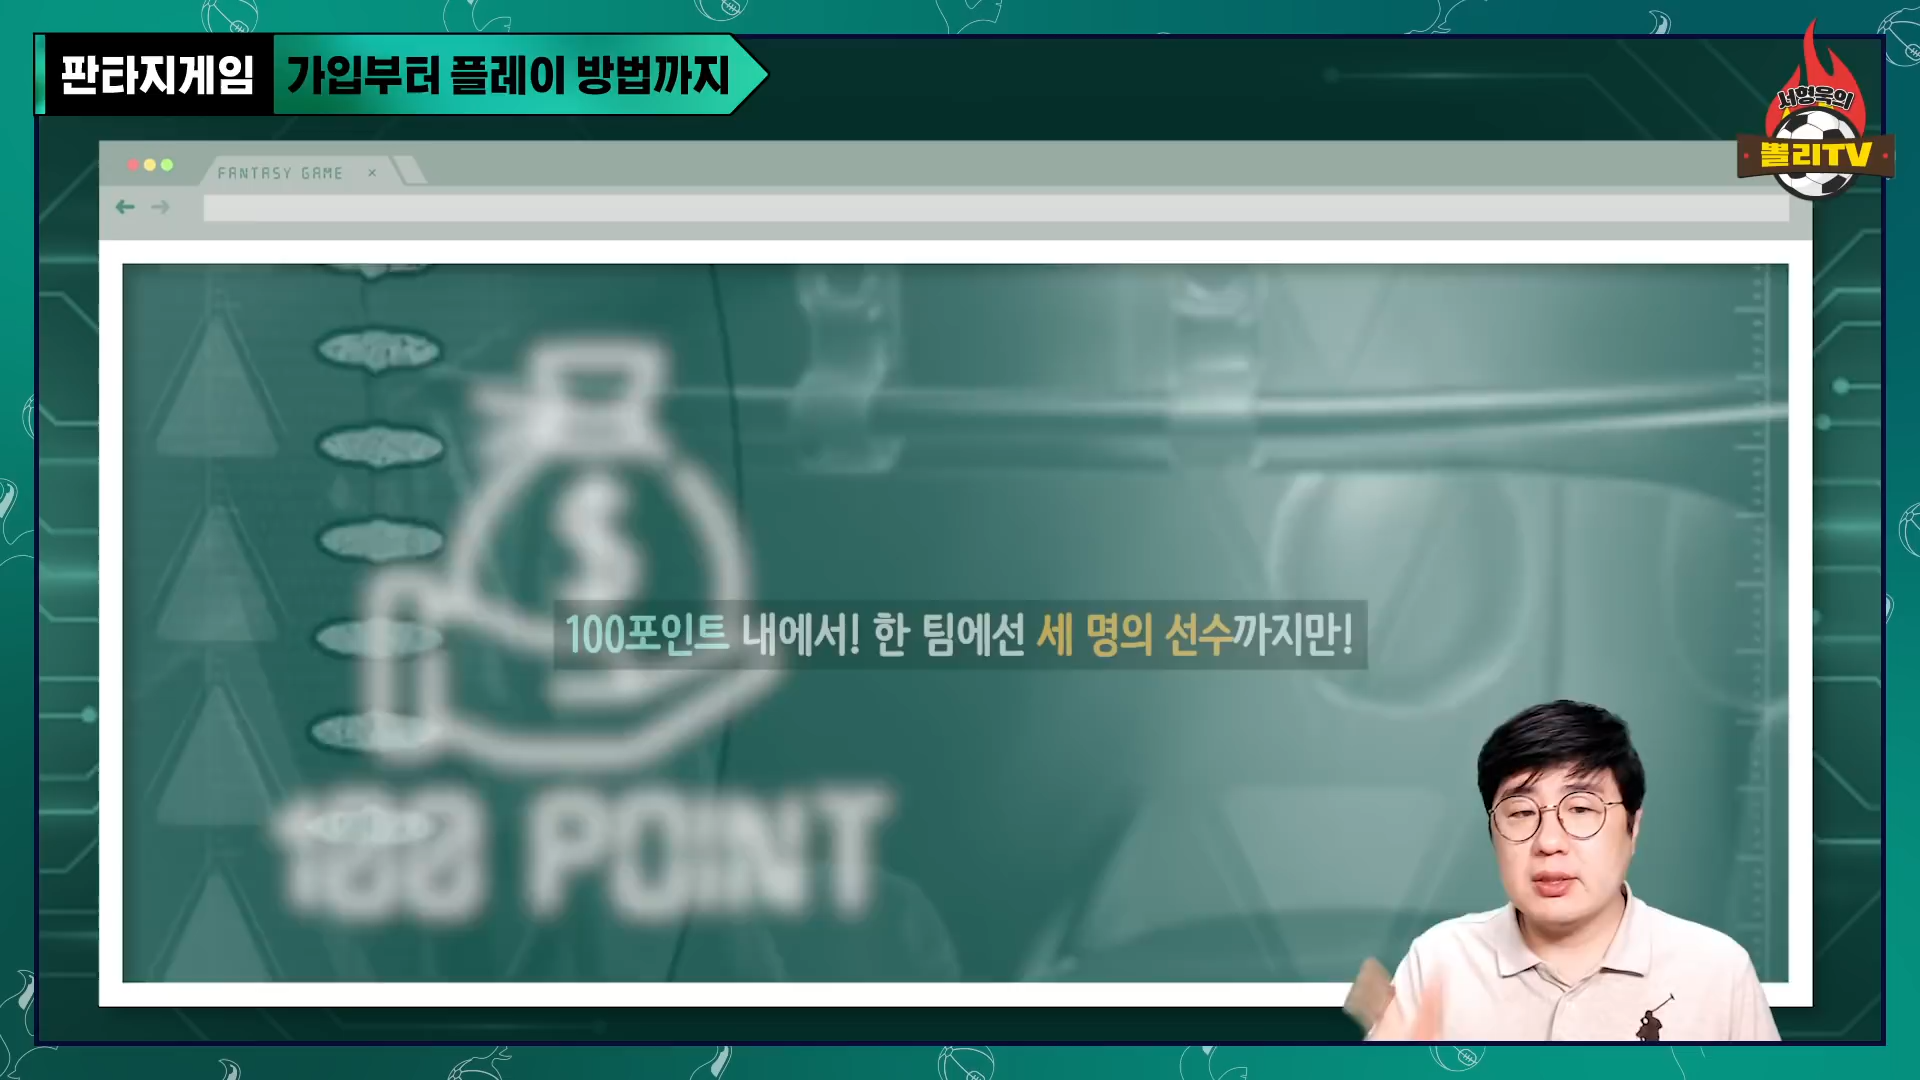 판타지게임 가입부터 플레이 방법까지
서형욱의
뽈리TV
FANTASY GAME ×
$
100포인트 내에서! 한 팀에선 세 명의 선수까지만!
100 POINT